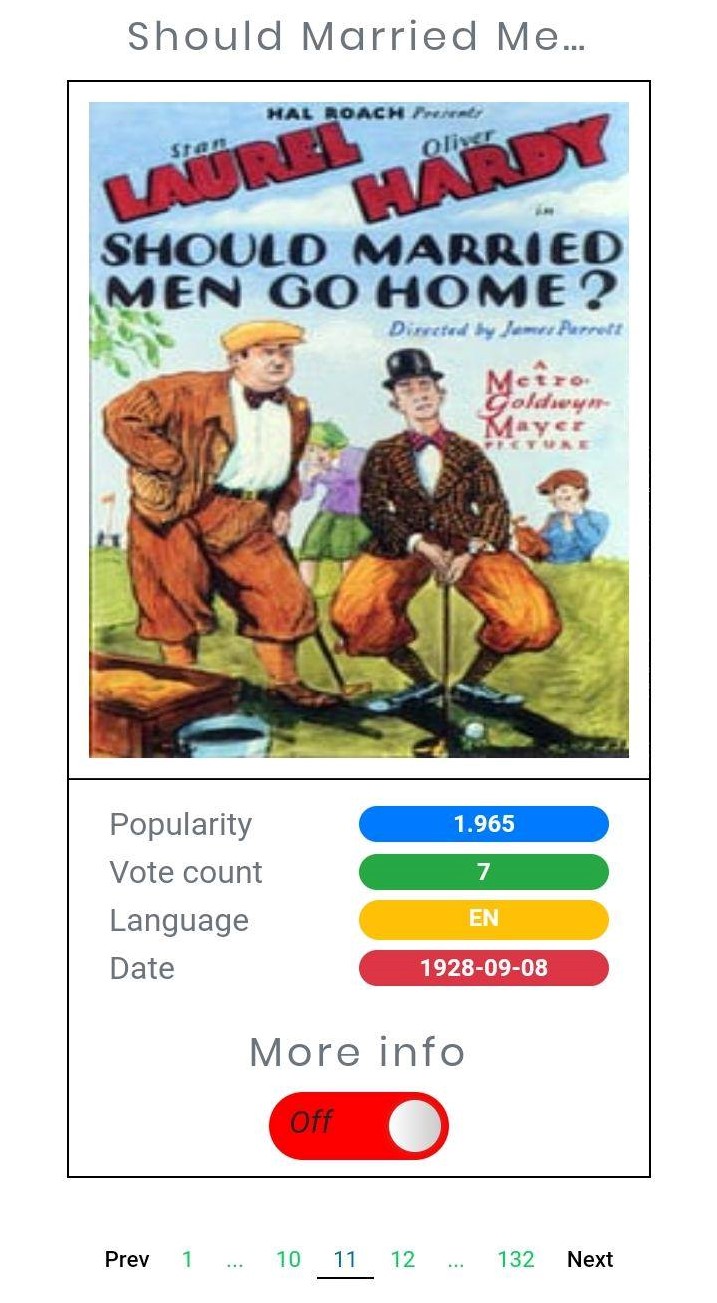 Should Married Me...
HAL ROACH Presents
Stan Oliver
LAUREL HARDY
in
SHOULD MARRIED
MEN GO HOME?
Directed by James Parrott
A
Metro-
Goldwyn-
Mayer
PICTURE
Popularity 1.965
Vote count 7
Language EN
Date 1928-09-08
More info
Off
Prev 1 ... 10 11 12 ... 132 Next